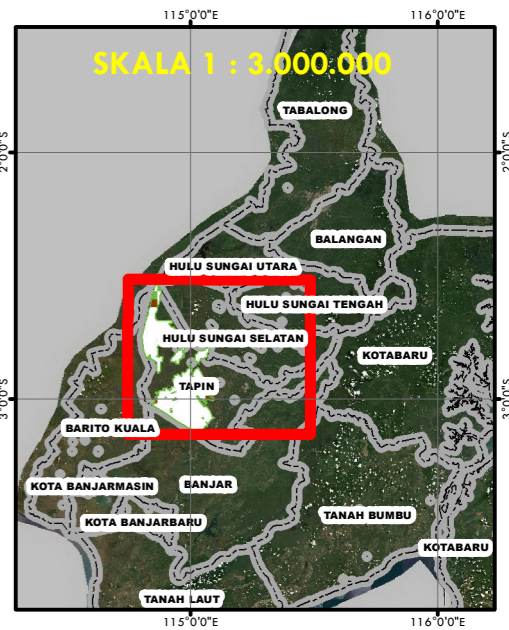 115°0'0"E
116°0'0"E
SKALA 1 : 3.000.000
TABALONG
2°0'0"S
2°0'0"S
BALANGAN
HULU SUNGAI UTARA
HULU SUNGAI TENGAH
HULU SUNGAI SELATAN
KOTABARU
TAPIN
3°0'0"S
3°0'0"S
BARITO KUALA
KOTA BANJARMASIN
BANJAR
TANAH BUMBU
KOTA BANJARBARU
KOTABARU
TANAH LAUT
115°0'0"E
116°0'0"E